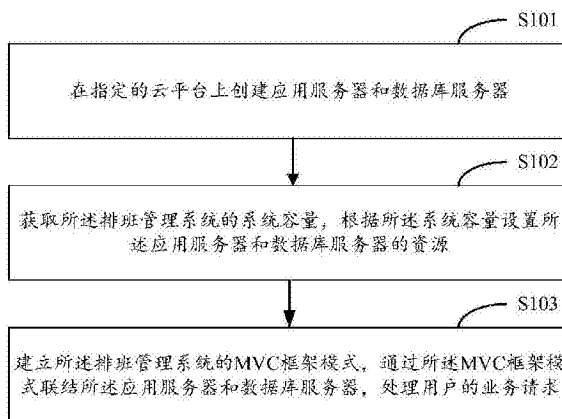 S101
在指定的云平台上创建应用服务器和数据库服务器
S102
获取所述排班管理系统的系统容量，根据所述系统容量设置所
述应用服务器和数据库服务器的资源
S103
建立所述排班管理系统的MVC框架模式，通过所述MVC框架模
式联结所述应用服务器和数据库服务器，处理用户的业务请求